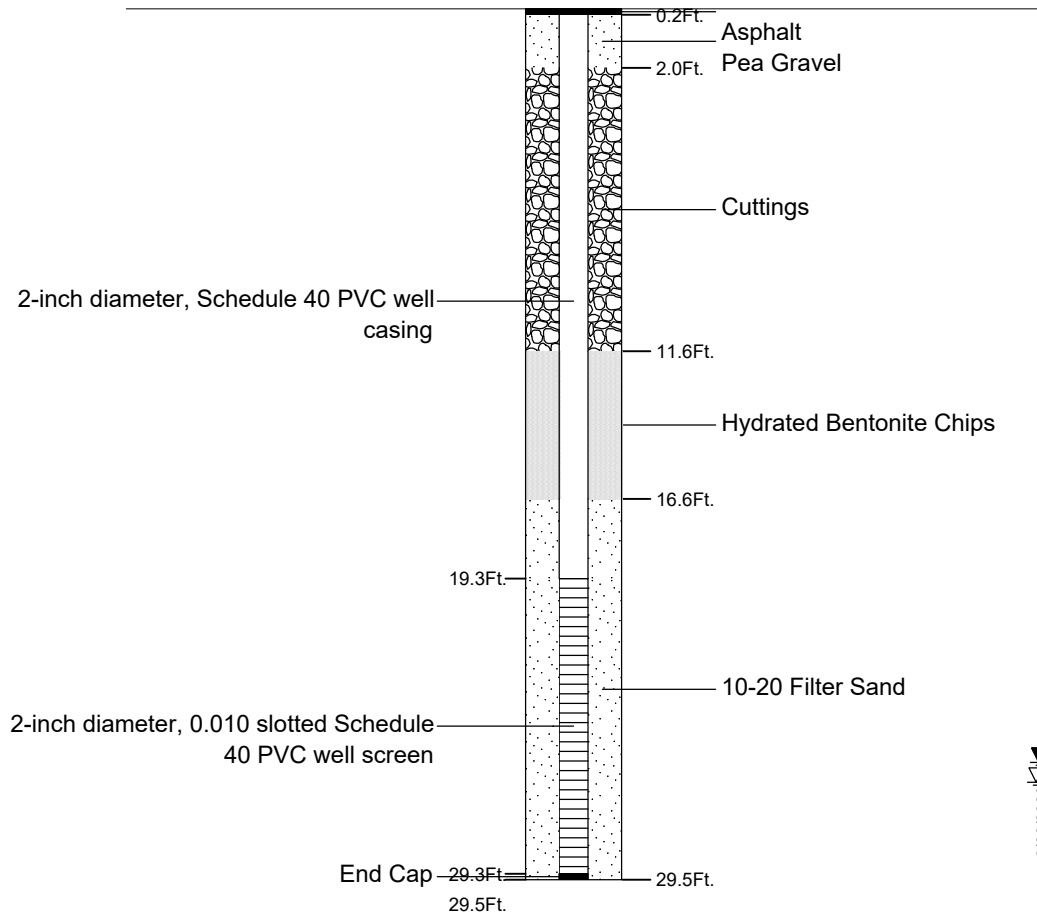 0.2Ft.
Asphalt
Pea Gravel
2.0Ft.
Cuttings
2-inch diameter, Schedule 40 PVC well
casing
11.6Ft.
Hydrated Bentonite Chips
16.6Ft.
19.3Ft.
10-20 Filter Sand
2-inch diameter, 0.010 slotted Schedule
40 PVC well screen
End Cap
29.3Ft.
29.5Ft.
29.5Ft.